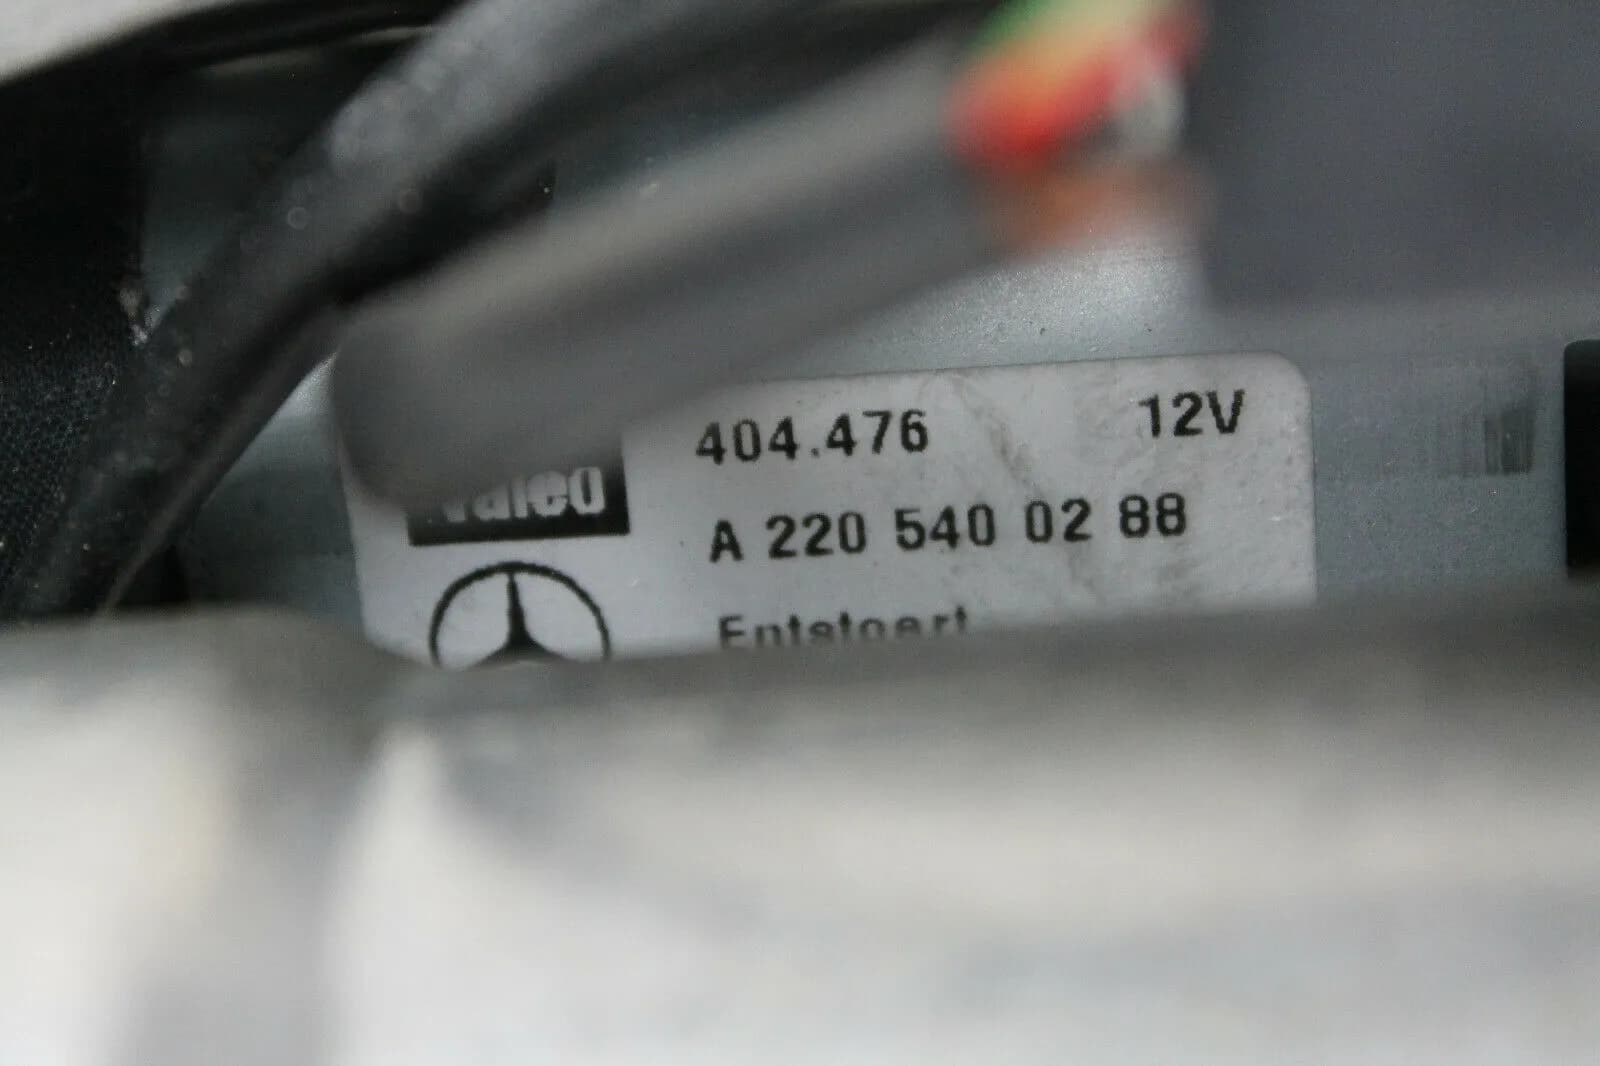 404.476 12V
valeo
A 220 540 02 88
Entstoert